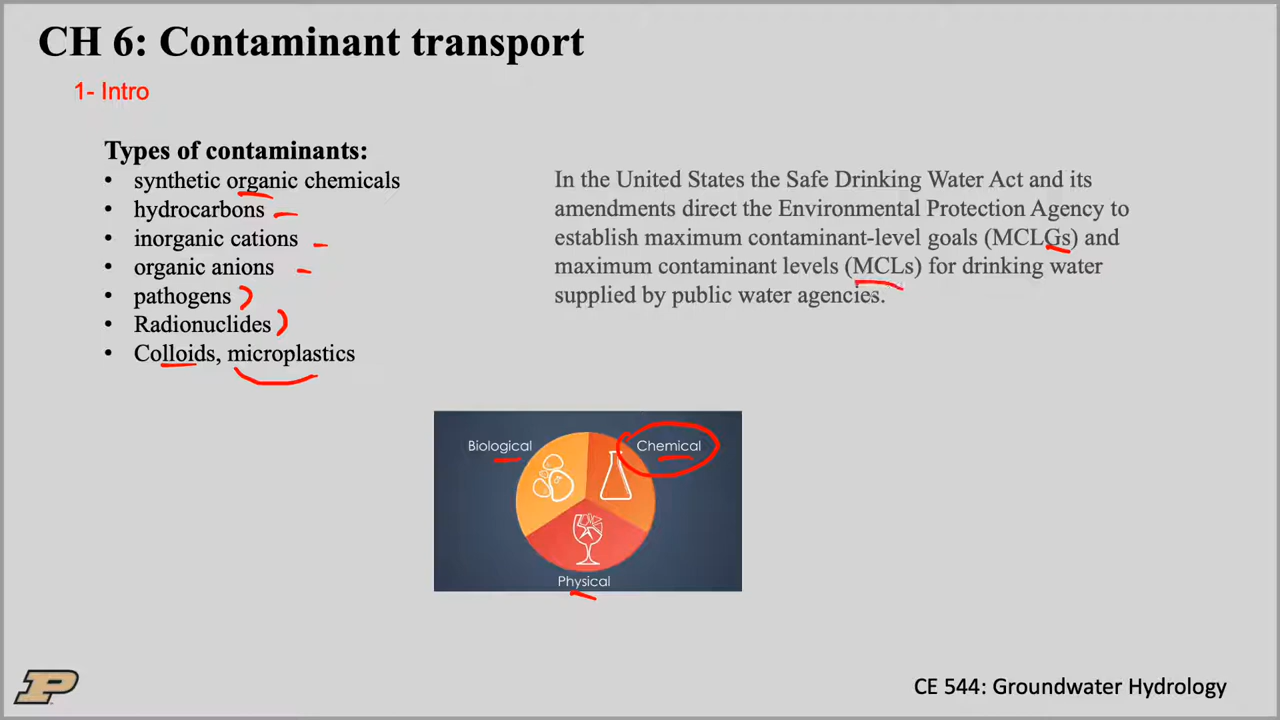 CH 6: Contaminant transport
1- Intro
Types of contaminants:
• synthetic organic chemicals
• hydrocarbons
• inorganic cations
• organic anions
• pathogens
• Radionuclides
• Colloids, microplastics
In the United States the Safe Drinking Water Act and its
amendments direct the Environmental Protection Agency to
establish maximum contaminant-level goals (MCLGs) and
maximum contaminant levels (MCLs) for drinking water
supplied by public water agencies.
Biological
Chemical
Physical
P
CE 544: Groundwater Hydrology